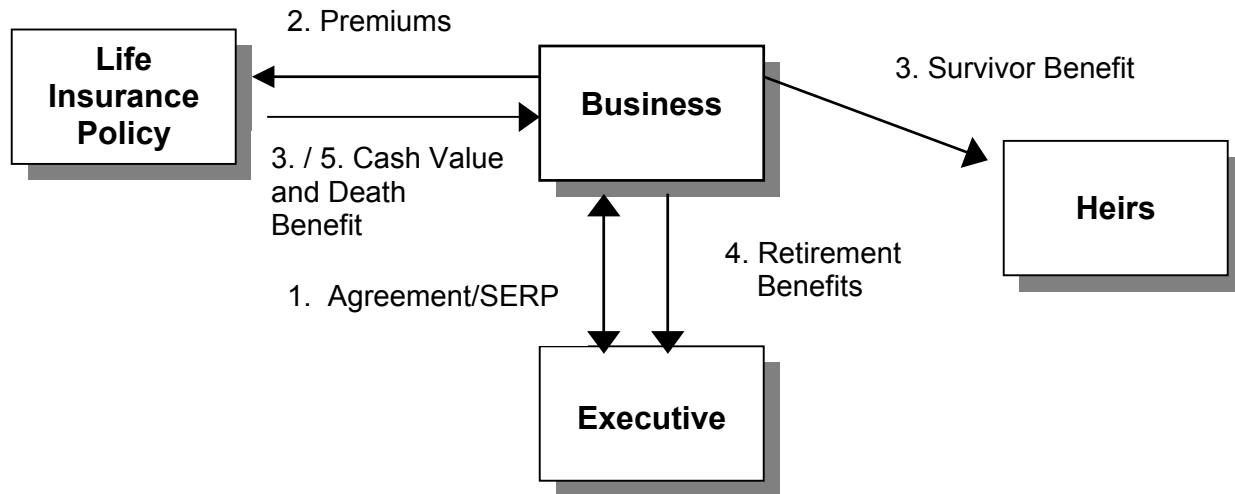 2. Premiums
Life
Insurance
Policy
Business
3. Survivor Benefit
3. / 5. Cash Value
and Death
Benefit
Heirs
4. Retirement
Benefits
1. Agreement/SERP
Executive